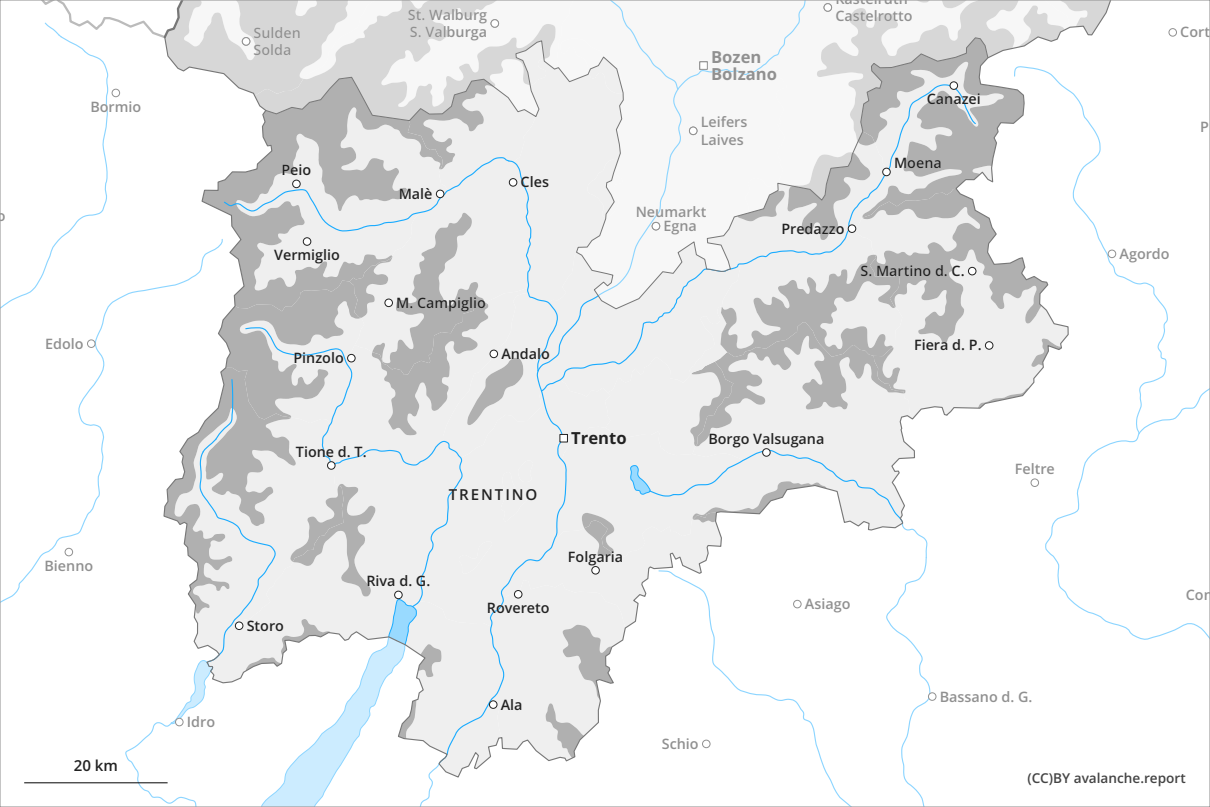 Kastelruth
Castelrotto
St. Walburg
S. Valburga
Sulden
Solda
Cort
Bozen
Bolzano
Bormio
Canazei
Leifers
Laives
P
Moena
Peio
Malè
Cles
Neumarkt
Egna
Predazzo
Vermiglio
Agordo
S. Martino d. C.
M. Campiglio
Edolo
Pinzolo
Andalo
Fiera d. P.
Trento
Borgo Valsugana
Tione d. T.
Feltre
TRENTINO
Bienno
Folgaria
Riva d. G.
Cor
Rovereto
Asiago
Storo
Bassano d. G.
Ala
Idro
Schio
20 km
(CC)BY avalanche.report